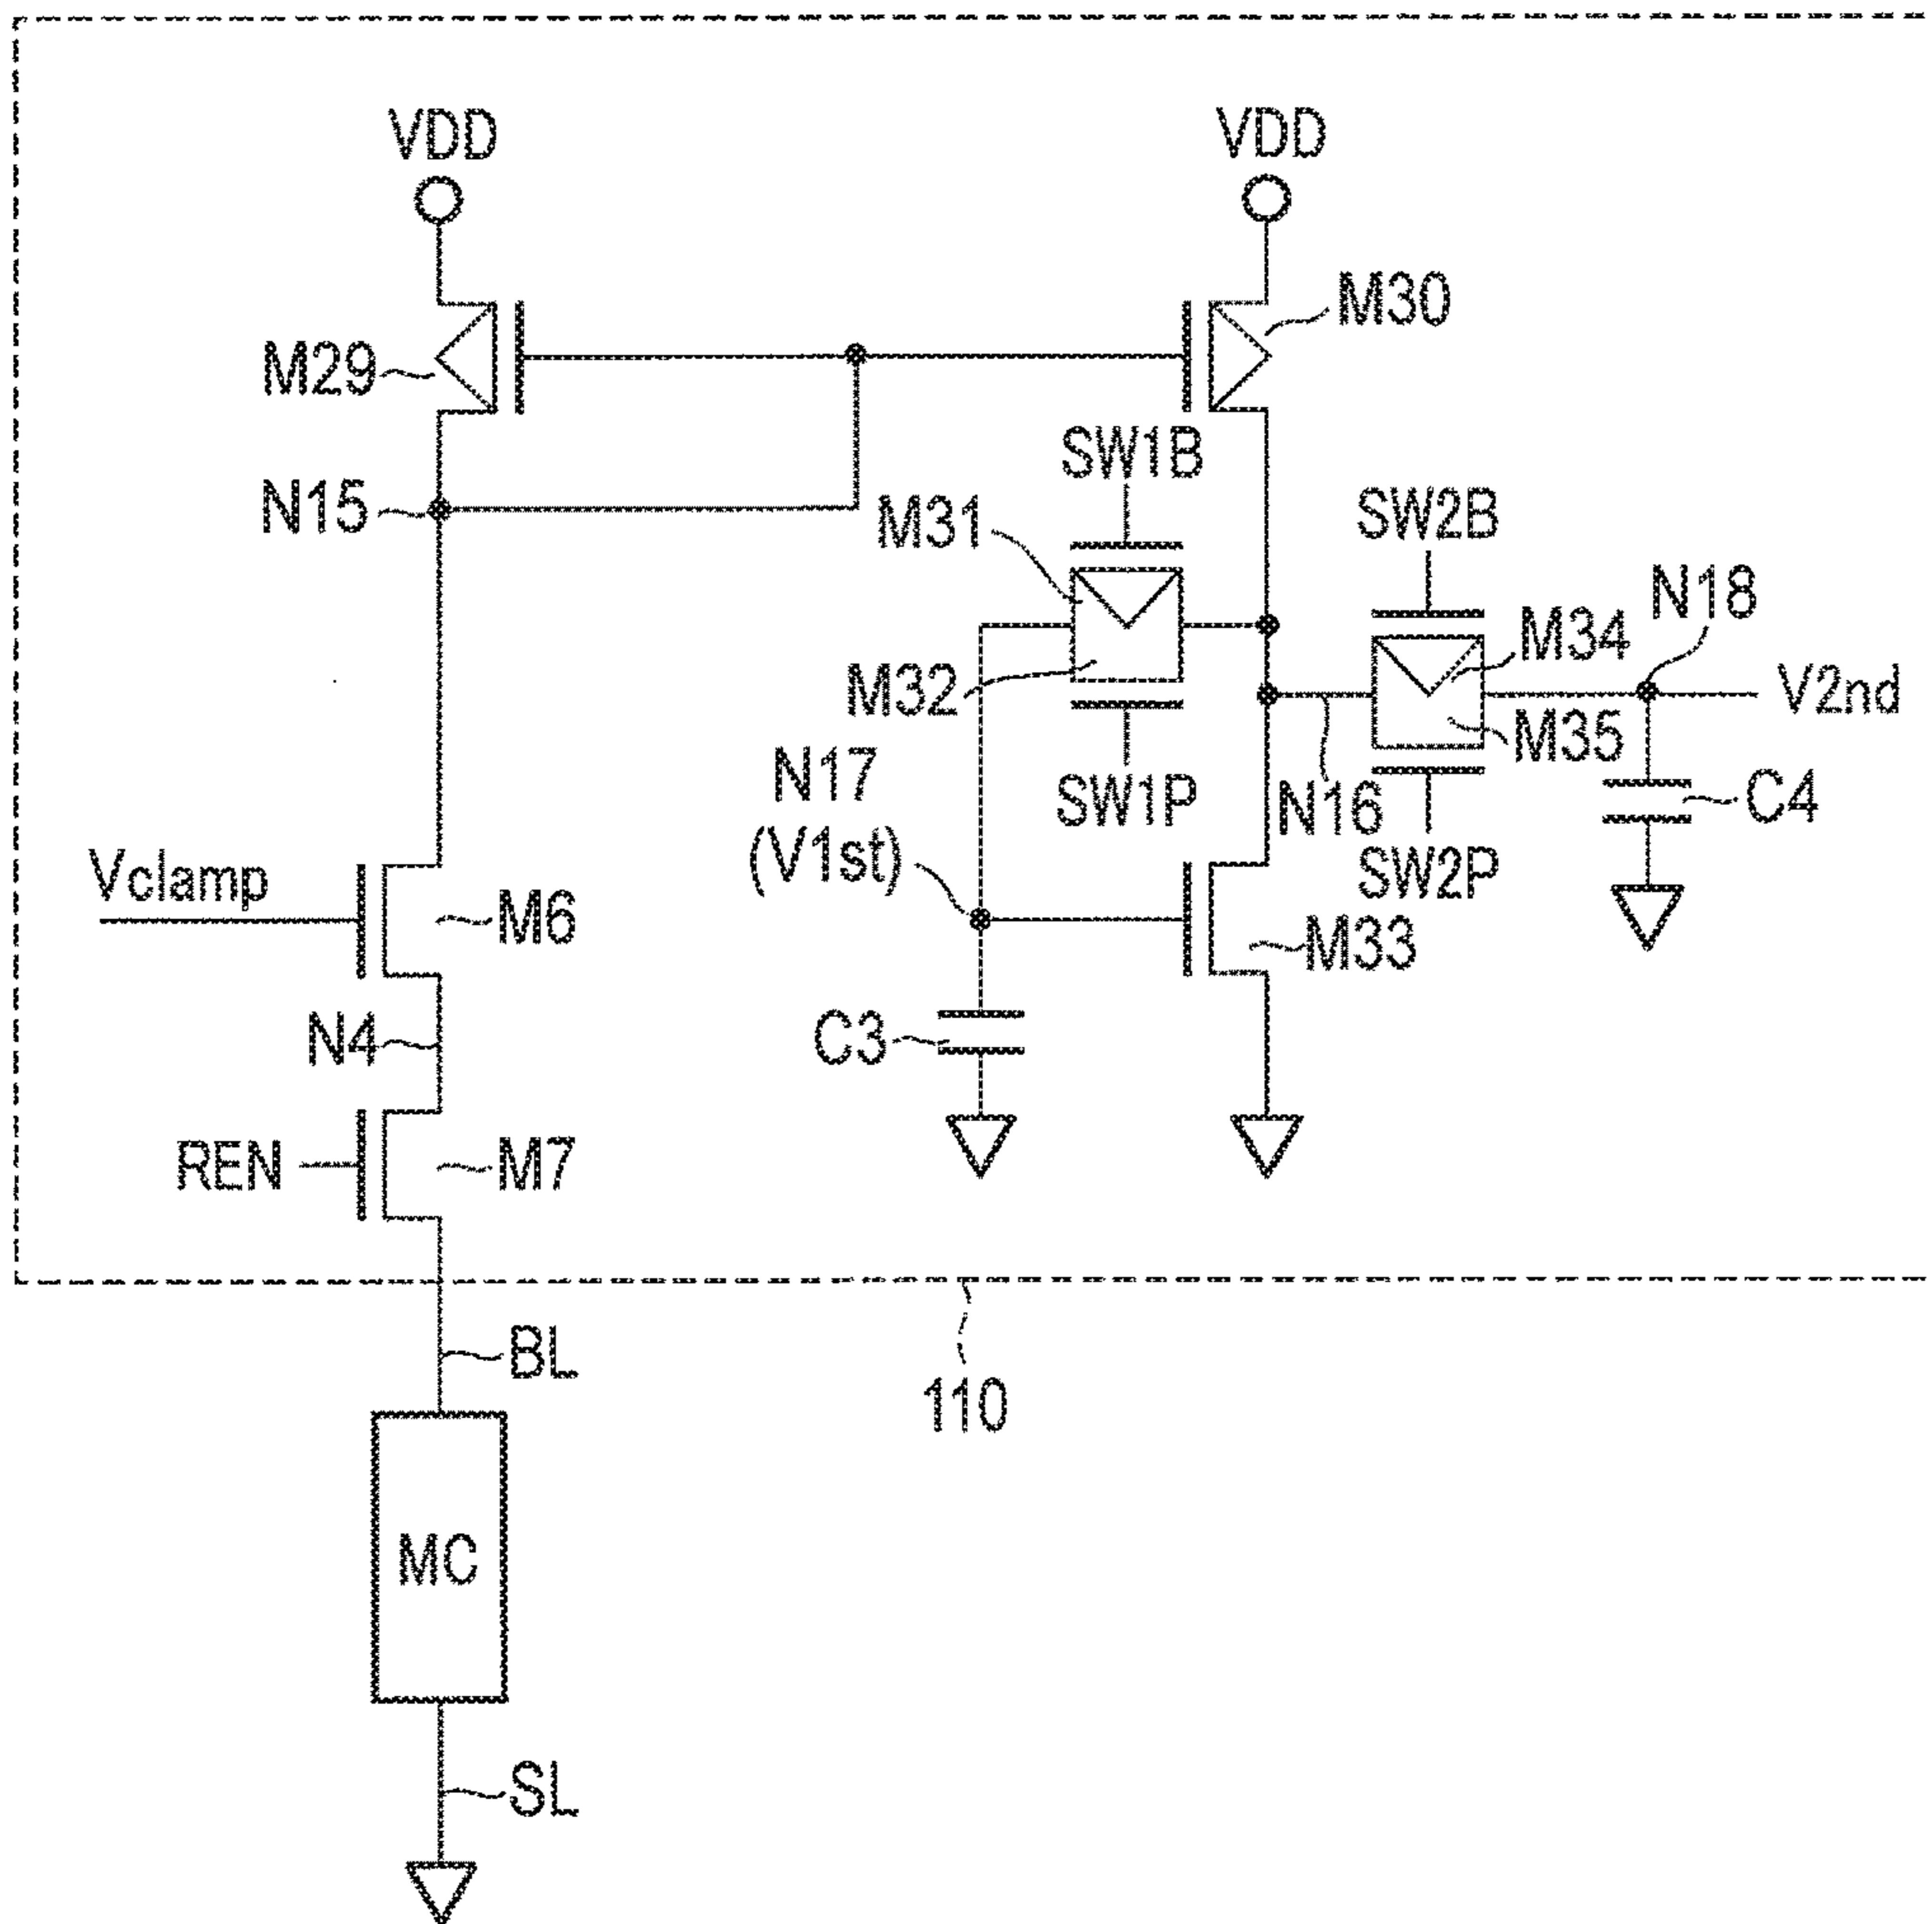 VDD
VDD
M29
M30
N15
SW1B
M31
SW2B
N18
M34
M32
V2nd
M35
N17
(V1st)
SW1P
N16
C4
SW2P
Vclamp
M6
M33
N4
C3
REN
M7
BL
110
MC
SL